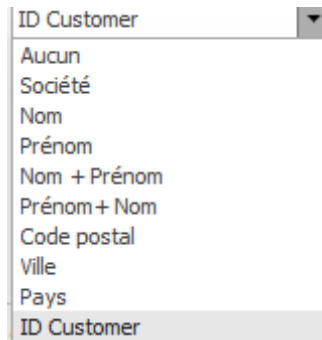 ID Customer
Aucun
Société
Nom
Prénom
Nom + Prénom
Prénom+ Nom
Code postal
Ville
Pays
ID Customer